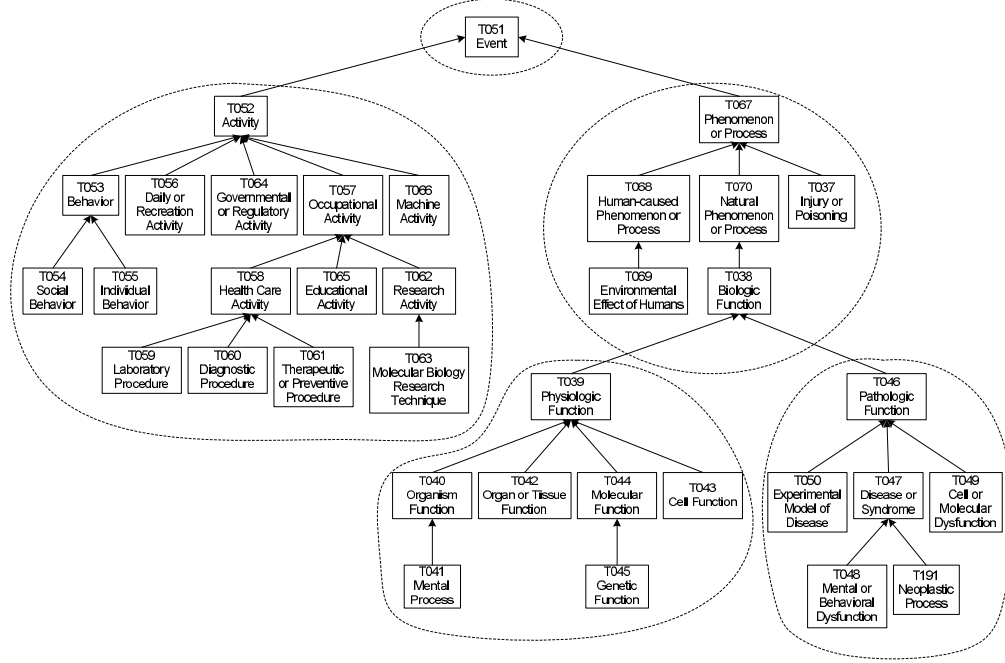 T051
Event
T052
Activity
T067
Phenomenon
or Process
T053
Behavior
T056
Daily or
Recreation
Activity
T064
Governmental
or Regulatory
Activity
T057
Occupational
Activity
T066
Machine
Activity
T068
Human-caused
Phenomenon or
Process
T070
Natural
Phenomenon
or Process
T037
Injury or
Poisoning
T054
Social
Behavior
T055
Individual
Behavior
T058
Health Care
Activity
T065
Educational
Activity
T062
Research
Activity
T069
Environmental
Effect of Humans
T038
Biologic
Function
T059
Laboratory
Procedure
T060
Diagnostic
Procedure
T061
Therapeutic
or Preventive
Procedure
T063
Molecular Biology
Research
Technique
T039
Physiologic
Function
T046
Pathologic
Function
T040
Organism
Function
T042
Organ or Tiissue
Function
T044
Molecular
Function
T043
Cell Function
T050
Experimental
Model of
Disease
T047
Disease or
Syndrome
T049
Cell or
Molecular
Dysfunction
T041
Mental
Process
T045
Genetic
Function
T048
Mental or
Behavioral
Dysfunction
T191
Neoplastic
Process